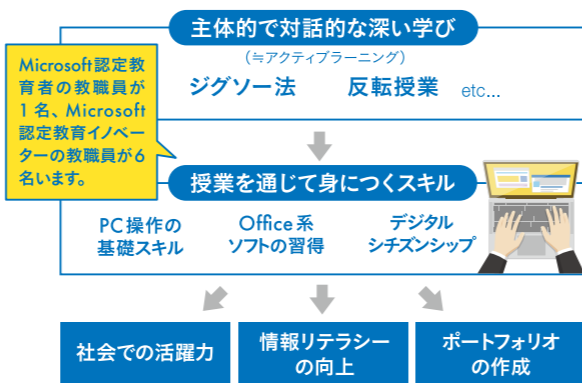 主体的で対話的な深い学び
(≒アクティブラーニング)
ジグソー法 反転授業 etc...
Microsoft認定教
育者の教職員が
1名、Microsoft
認定教育イノベー
ターの教職員が6
名います。
授業を通じて身につくスキル
PC操作の
基礎スキル
Office系
ソフトの習得
デジタル
シチズンシップ
社会での活躍力
情報リテラシー
の向上
ポートフォリオ
の作成